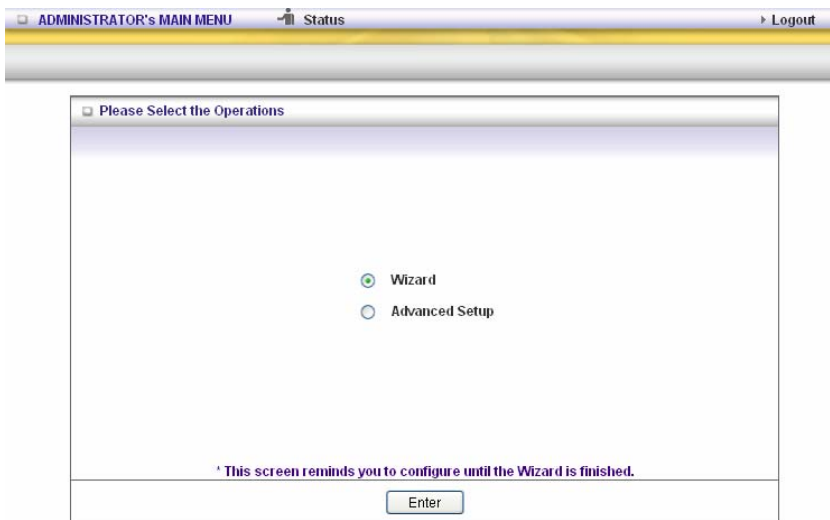 ADMINISTRATOR's MAIN MENU Status Logout
Please Select the Operations
Wizard
Advanced Setup
* This screen reminds you to configure until the Wizard is finished.
Enter